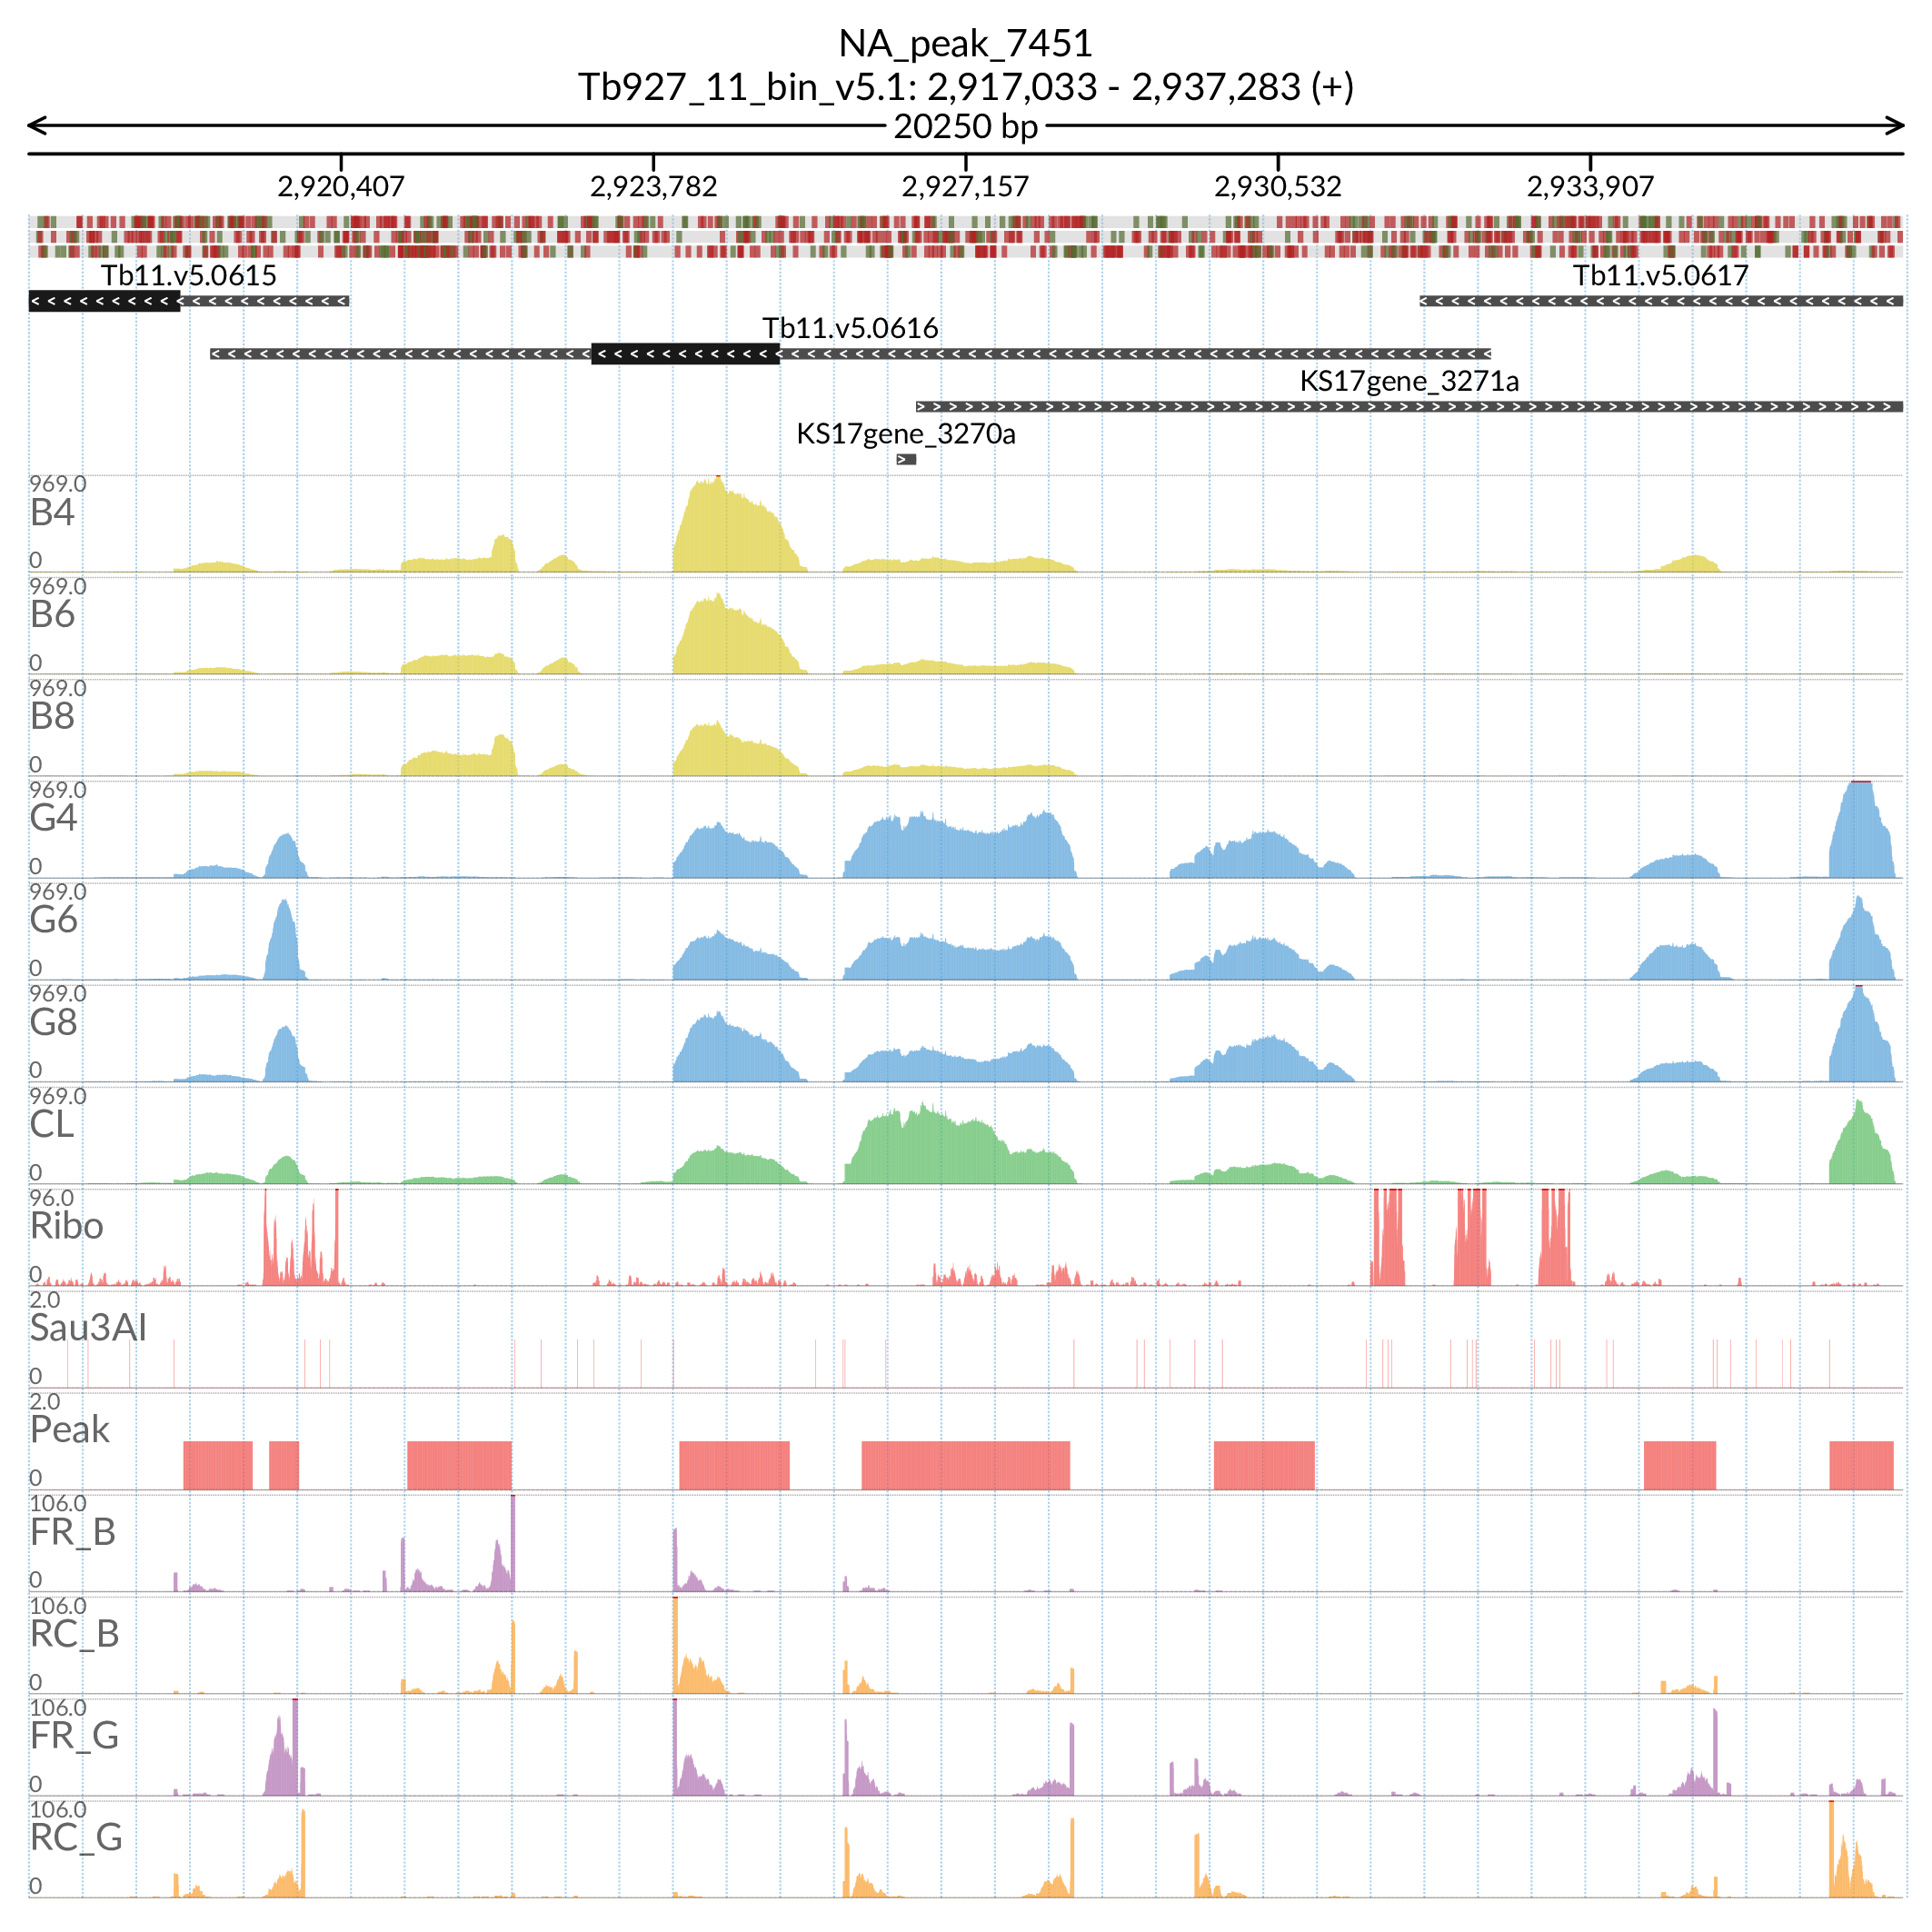 NA_peak_7451
Tb927_11_bin_v5.1: 2,917,033 - 2,937,283 (+)
20250 bp
2,920,407 2,923,782 2,927,157 2,930,532 2,933,907
Tb11.v5.0615 Tb11.v5.0617
Tb11.v5.0616
KS17gene_3271a
KS17gene_3270a
969.0
B4
0
969.0
B6
0
969.0
B8
0
969.0
G4
0
969.0
G6
0
969.0
G8
0
969.0
CL
0
96.0
Ribo
0
2.0
Sau3AI
0
2.0
Peak
0
106.0
FR_B
0
106.0
RC_B
0
106.0
FR_G
0
106.0
RC_G
0